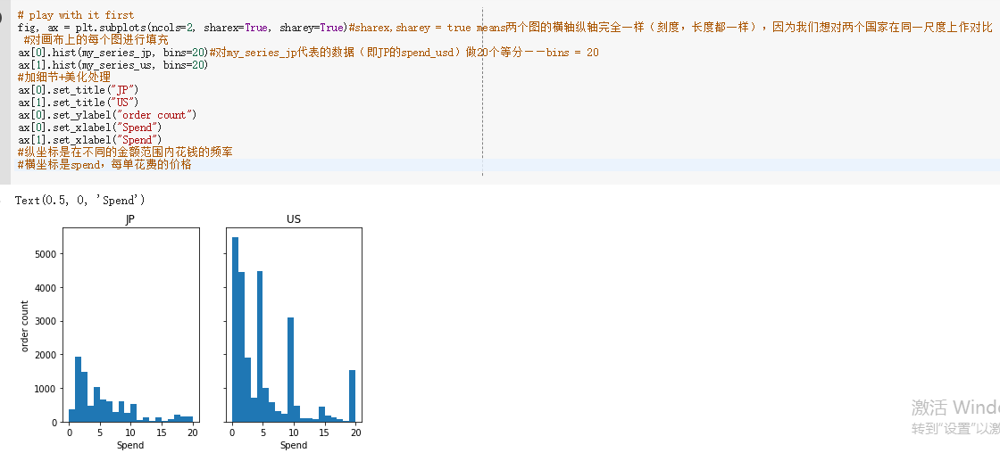 # play with it first
fig, ax = plt.subplots(ncols=2, sharex=True, sharey=True)#sharex,sharey = true means两个图的横轴纵轴完全一样（刻度，长度都一样），因为我们想对两个国家在同一尺度上作对比
#对画布上的每个图进行填充
ax[0].hist(my_series_jp, bins=20)#对my_series_jp代表的数据（即JP的spend_usd）做20个等分——bins = 20
ax[1].hist(my_series_us, bins=20)
#加细节+美化处理
ax[0].set_title("JP")
ax[1].set_title("US")
ax[0].set_ylabel("order count")
ax[0].set_xlabel("Spend")
ax[1].set_xlabel("Spend")
#纵坐标是在不同的金额范围内花钱的频率
#横坐标是spend，每单花费的价格
Text(0.5, 0, 'Spend')
JP
US
5000
4000
3000
2000
1000
0
order count
0 5 10 15 20
0 5 10 15 20
Spend
Spend
激活 Windo
转到“设置”以激